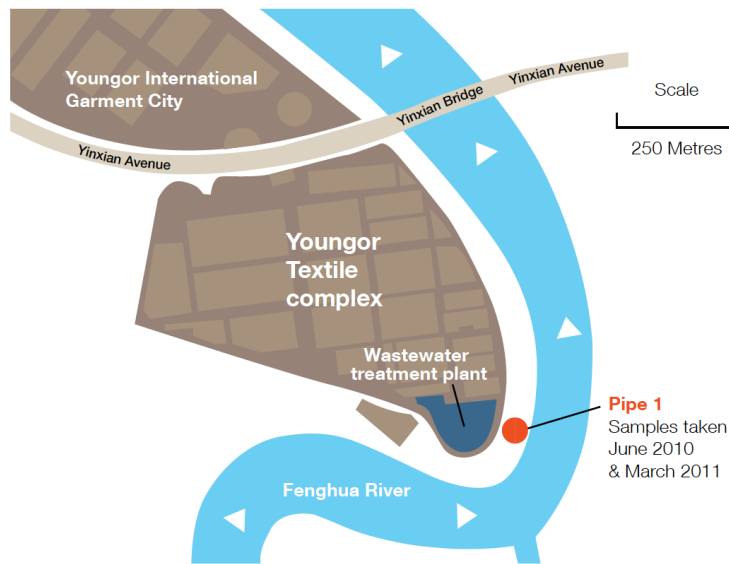 Youngor International
Garment City
Yinxian Avenue
Yinxian Bridge
Yinxian Avenue
Scale
250 Metres
Youngor
Textile
complex
Wastewater
treatment plant
Pipe 1
Samples taken
June 2010
& March 2011
Fenghua River